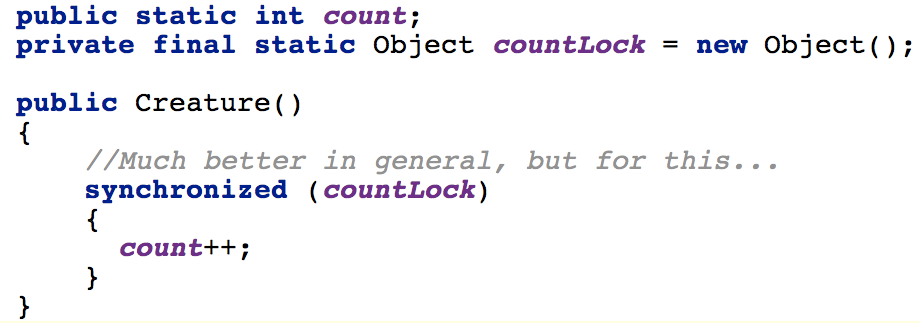 public static int count;
private final static Object countLock = new Object();
public Creature()
{
//Much better in general, but for this...
synchronized (countLock)
{
count++;
}
}